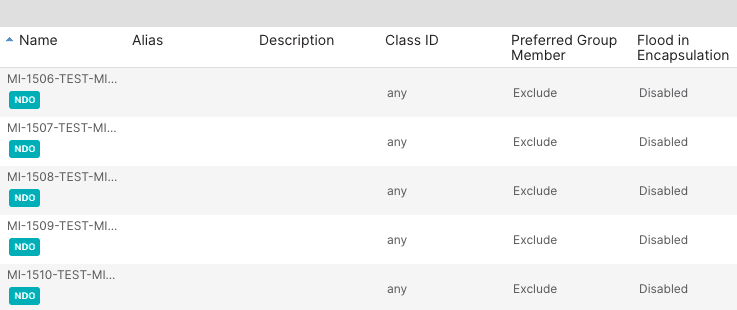 Name Alias Description Class ID Preferred Group Member Flood in Encapsulation
MI-1506-TEST-MI...
NDO any Exclude Disabled
MI-1507-TEST-MI...
NDO any Exclude Disabled
MI-1508-TEST-MI...
NDO any Exclude Disabled
MI-1509-TEST-MI...
NDO any Exclude Disabled
MI-1510-TEST-MI...
NDO any Exclude Disabled